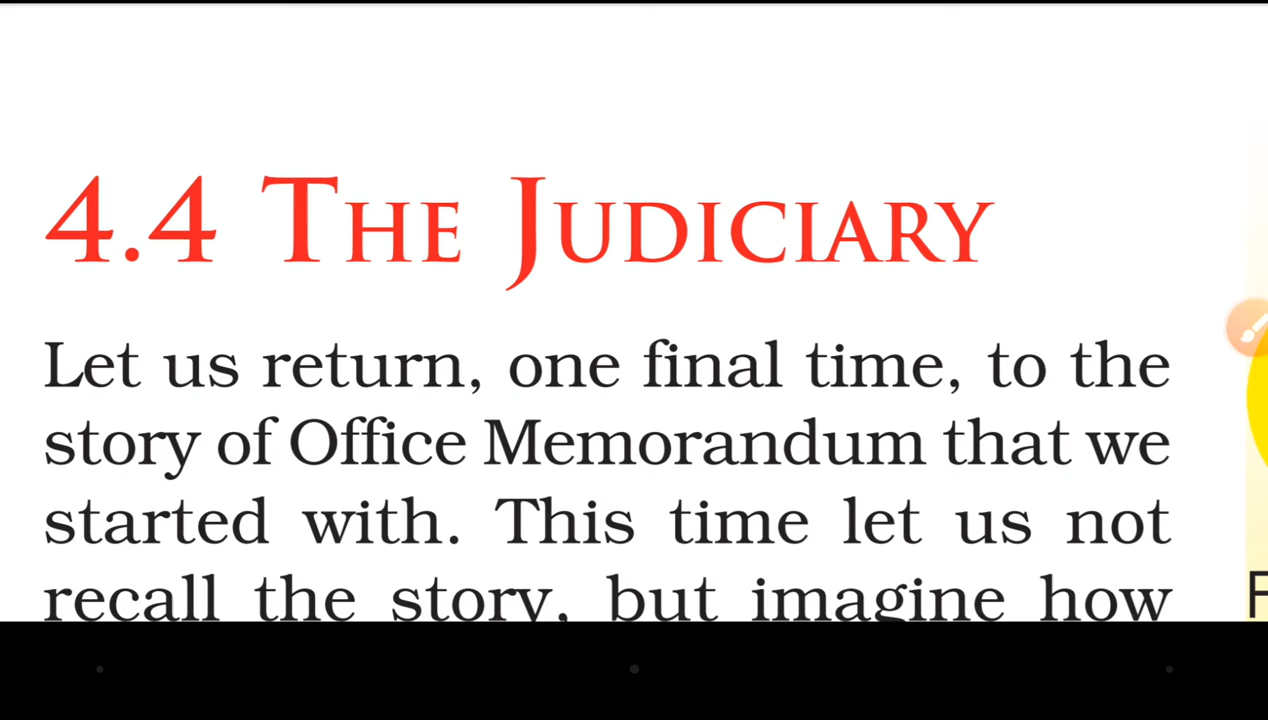 4.4 THE JUDICIARY
Let us return, one final time, to the
story of Office Memorandum that we
started with. This time let us not
recall the story, but imagine how